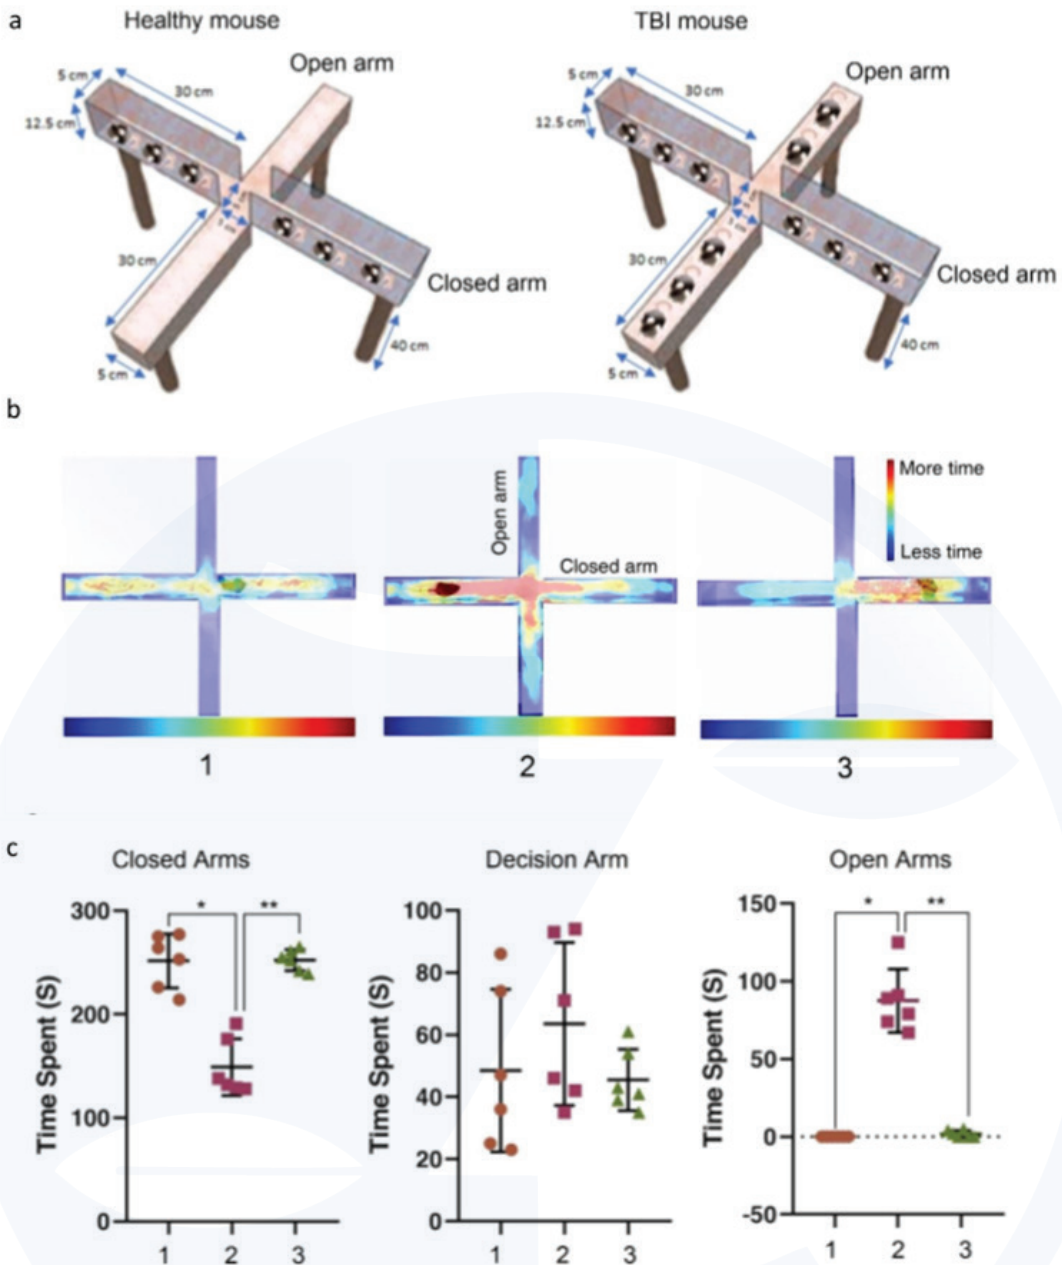 a
Healthy mouse
TBI mouse
Open arm
5 cm
30 cm
12.5 cm
30 cm
Closed arm
40 cm
5 cm
Open arm
5 cm
30 cm
12.5 cm
30 cm
Closed arm
40 cm
5 cm
b
Open arm
Closed arm
More time
Less time
1
2
3
c
Closed Arms
Decision Arm
Open Arms
300
200
100
0
Time Spent (S)
* **
1 2 3
100
80
60
40
20
0
Time Spent (S)
1 2 3
150
100
50
0
-50
Time Spent (S)
* **
1 2 3